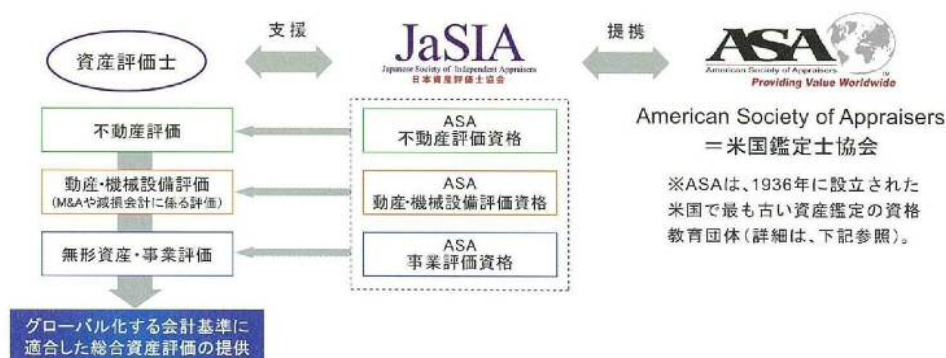 資産評価士
支援
JaSIA
Japanese Society of Independent Appraisers
日本資産評価士協会
提携
ASA
American Society of Appraisers
TM
Providing Value Worldwide
American Society of Appraisers
=米国鑑定士協会
※ASAは、1936年に設立された
米国で最も古い資産鑑定の資格
教育団体(詳細は、下記参照)。
不動産評価
ASA
不動産評価資格
動産・機械設備評価
(M&Aや減損会計に係る評価)
ASA
動産・機械設備評価資格
無形資産・事業評価
ASA
事業評価資格
グローバル化する会計基準に
適合した総合資産評価の提供